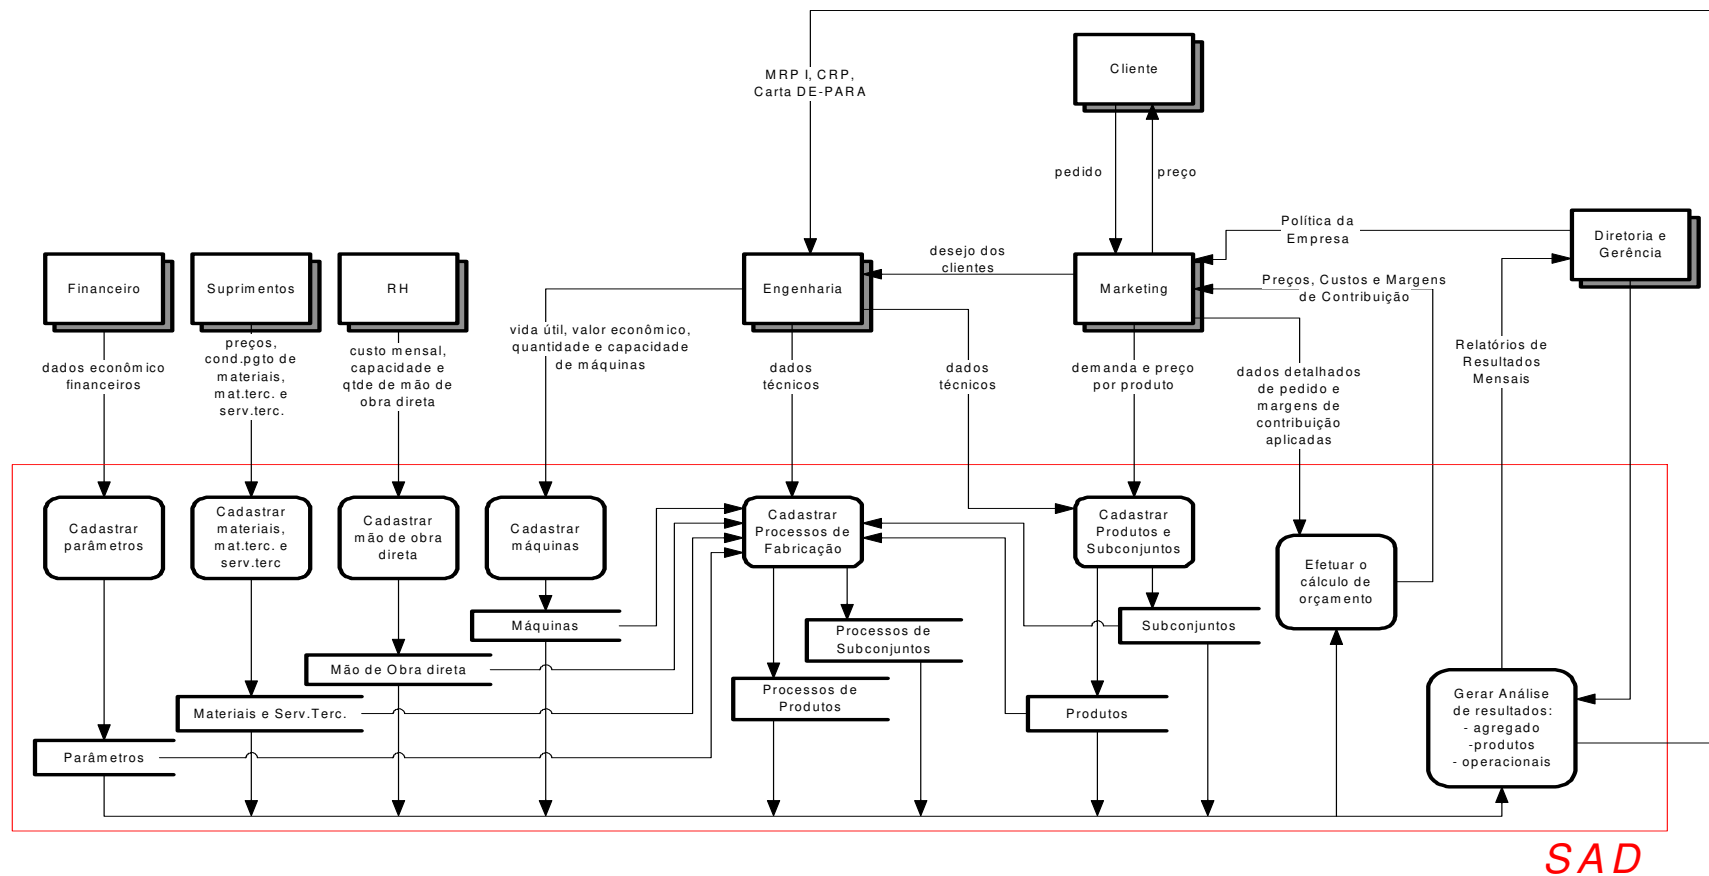 MRP I, CRP,
Carta DE-PARA
Cliente
pedido
preço
Política da
Empresa
Diretoria e
Gerência
desejo dos
clientes
Financeiro
Suprimentos
RH
Engenharia
Marketing
Preços, Custos e Margens
de Contribuição
dados econômico
financeiros
preços,
cond.pgto de
materiais,
mat.terc. e
serv.terc.
custo mensal,
capacidade e
qtde de mão de
obra direta
vida útil, valor econômico,
quantidade e capacidade
de máquinas
dados
técnicos
dados
técnicos
demanda e preço
por produto
dados detalhados
de pedido e
margens de
contribuição
aplicadas
Relatórios de
Resultados
Mensais
Cadastrar
parâmetros
Cadastrar
materiais,
mat.terc. e
serv.terc
Cadastrar
mão de obra
direta
Cadastrar
máquinas
Cadastrar
Processos de
Fabricação
Cadastrar
Produtos e
Subconjuntos
Efetuar o
cálculo de
orçamento
Máquinas
Processos de
Subconjuntos
Subconjuntos
Mão de Obra direta
Processos de
Produtos
Materiais e Serv.Terc.
Produtos
Parâmetros
Gerar Análise
de resultados:
- agregado
-produtos
- operacionais
SAD